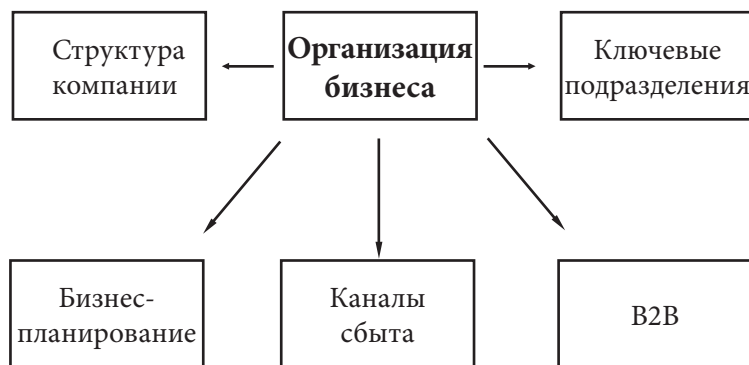 Структура
компании
Организация
бизнеса
Ключевые
подразделения
Бизнес-
планирование
Каналы
сбыта
B2B